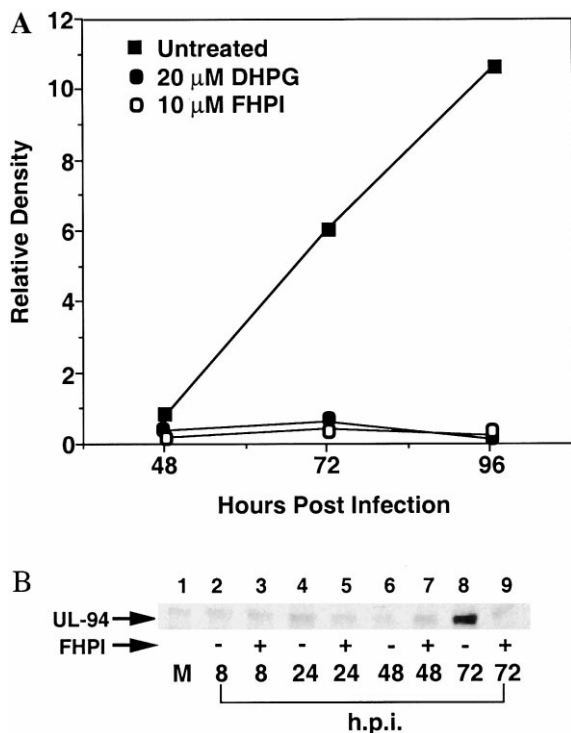 A
12
10
8
6
4
2
0
Relative Density
Untreated
20 μM DHPG
10 μM FHPI
48 72 96
Hours Post Infection
B
1 2 3 4 5 6 7 8 9
UL-94
FHPI - + - + - + - +
M 8 8 24 24 48 48 72 72
h.p.i.